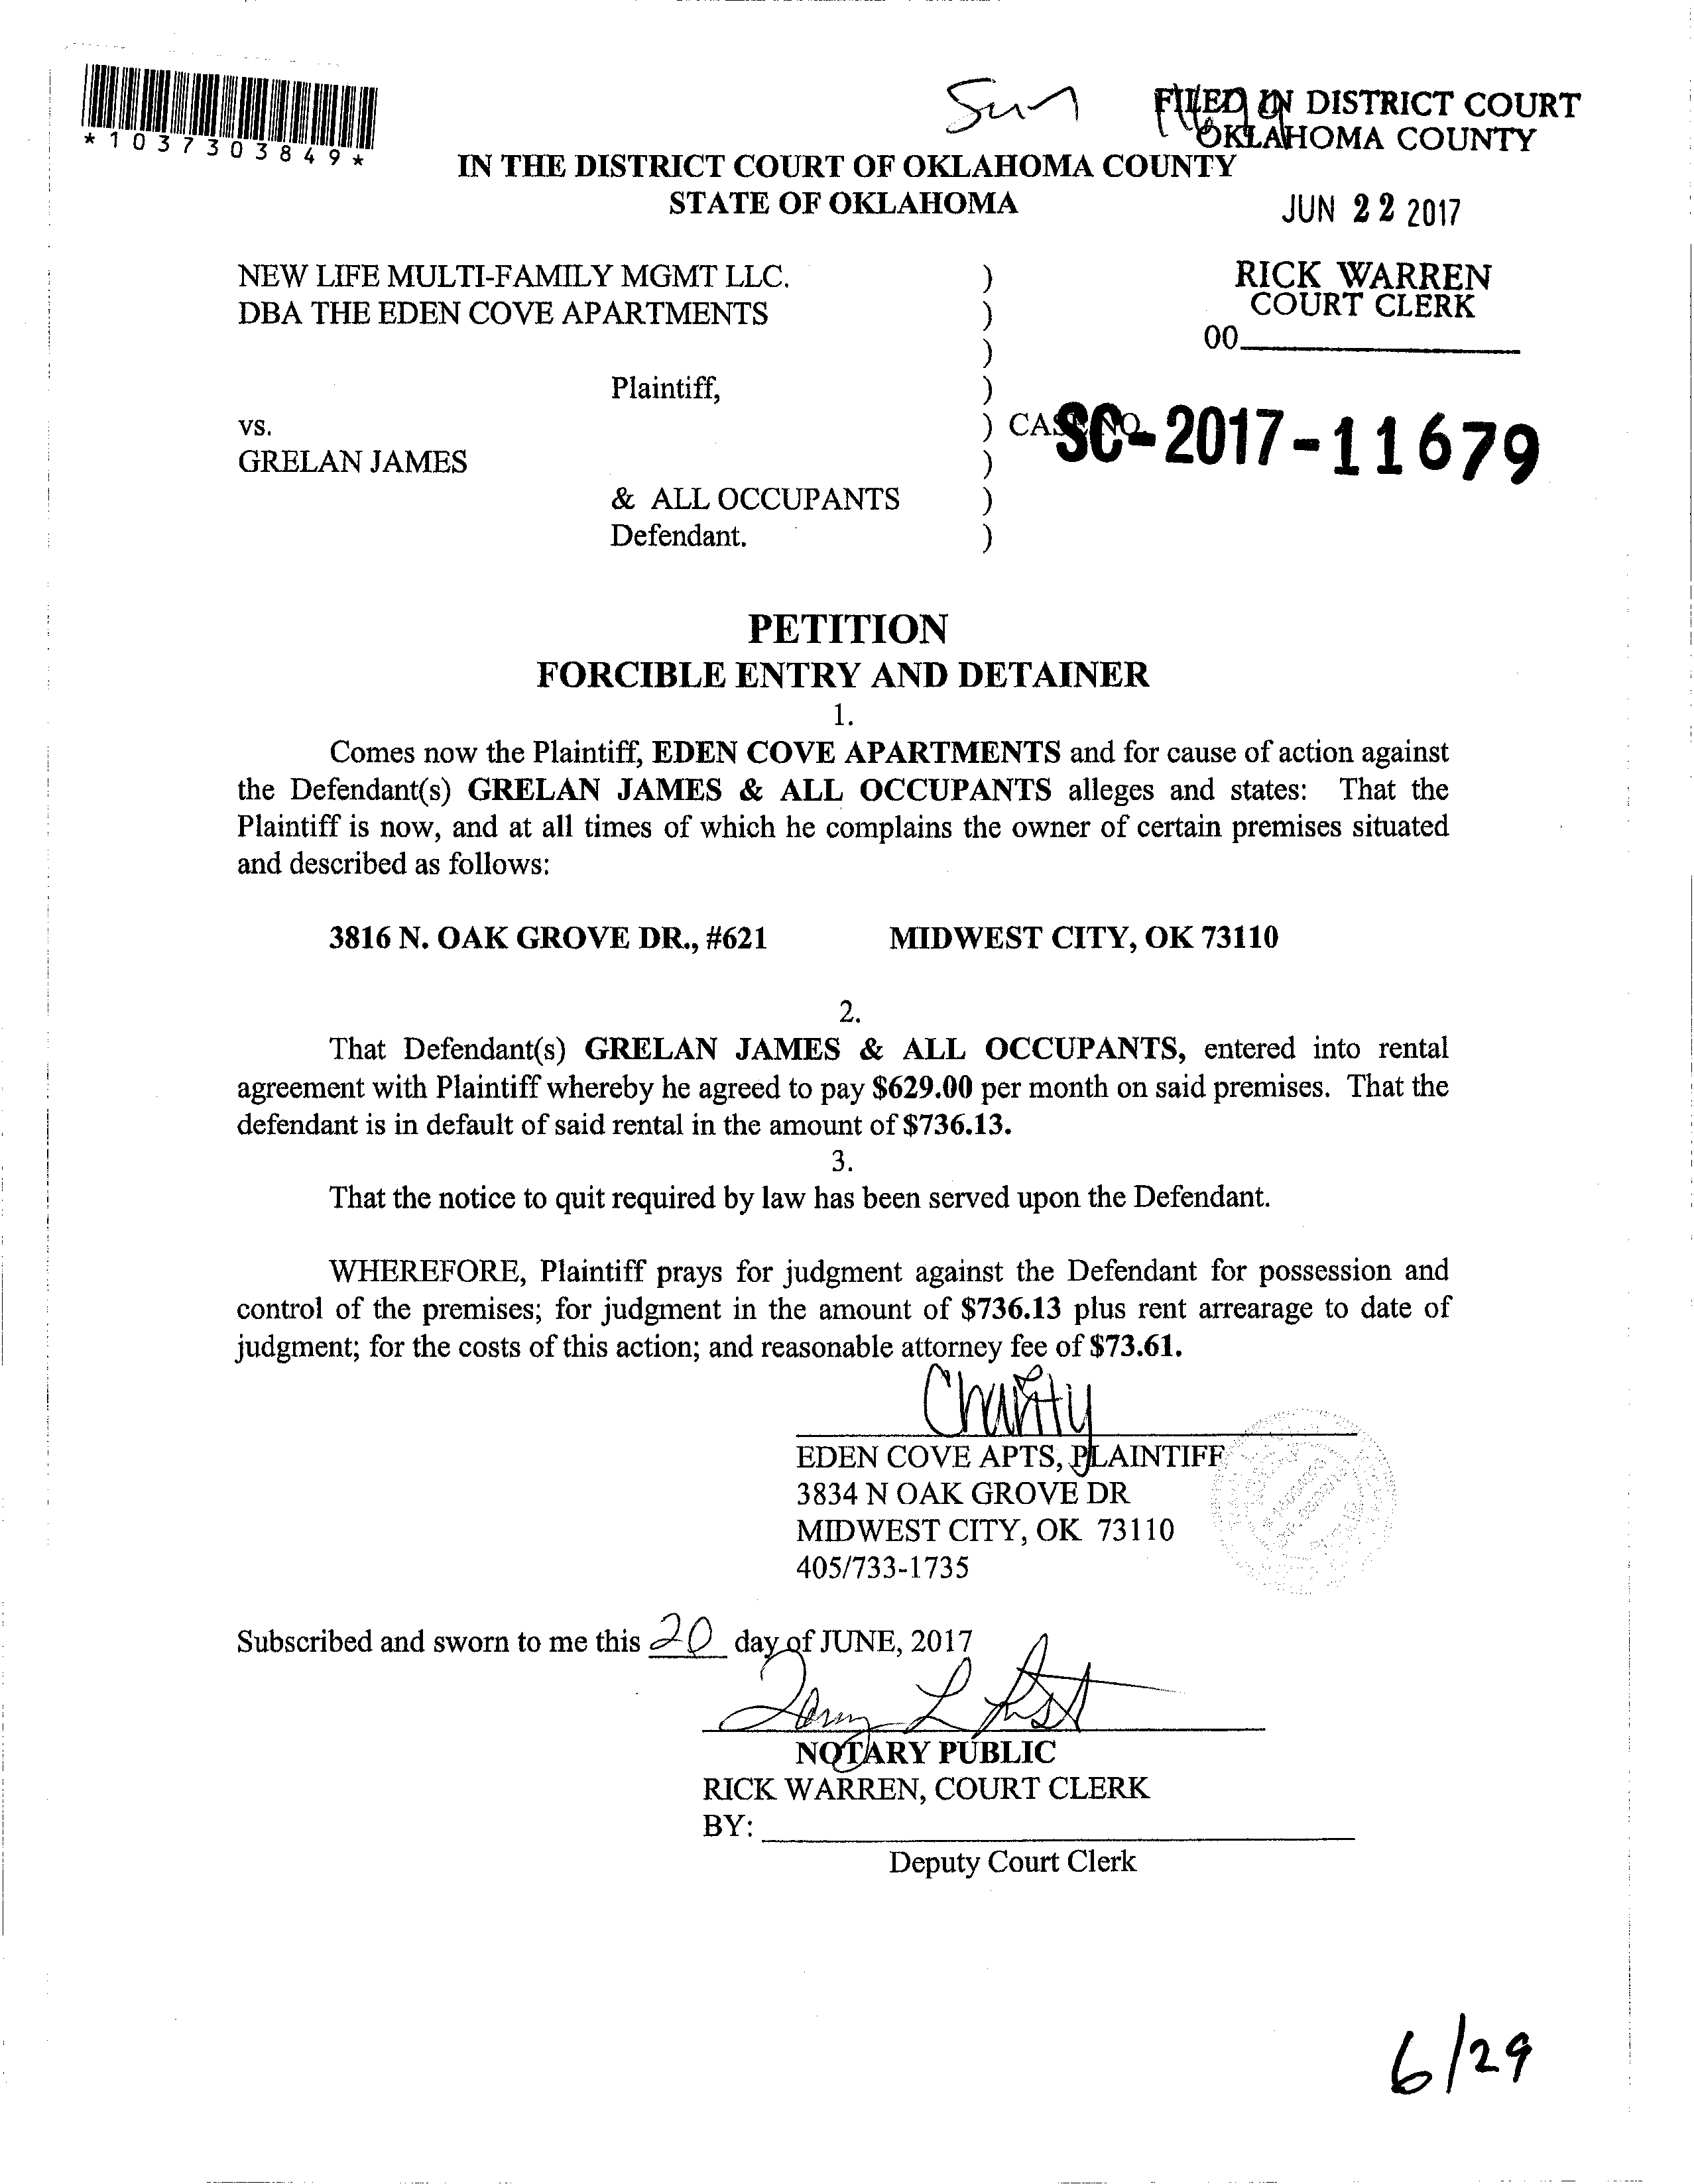 *1037303849*
FILED IN DISTRICT COURT
OKLAHOMA COUNTY
IN THE DISTRICT COURT OF OKLAHOMA COUNTY
STATE OF OKLAHOMA
JUN 22 2017
NEW LIFE MULTI-FAMILY MGMT LLC. )
DBA THE EDEN COVE APARTMENTS )
)
RICK WARREN
COURT CLERK
00
Plaintiff, )
vs. ) CASE NO.
SC-2017-11679
GRELAN JAMES )
& ALL OCCUPANTS )
Defendant. )
PETITION
FORCIBLE ENTRY AND DETAINER
1.
Comes now the Plaintiff, EDEN COVE APARTMENTS and for cause of action against
the Defendant(s) GRELAN JAMES & ALL OCCUPANTS alleges and states: That the
Plaintiff is now, and at all times of which he complains the owner of certain premises situated
and described as follows:
3816 N. OAK GROVE DR., #621 MIDWEST CITY, OK 73110
2.
That Defendant(s) GRELAN JAMES & ALL OCCUPANTS, entered into rental
agreement with Plaintiff whereby he agreed to pay $629.00 per month on said premises. That the
defendant is in default of said rental in the amount of $736.13.
3.
That the notice to quit required by law has been served upon the Defendant.
WHEREFORE, Plaintiff prays for judgment against the Defendant for possession and
control of the premises; for judgment in the amount of $736.13 plus rent arrearage to date of
judgment; for the costs of this action; and reasonable attorney fee of $73.61.
Charity
EDEN COVE APTS, PLAINTIFF
3834 N OAK GROVE DR
MIDWEST CITY, OK 73110
405/733-1735
Subscribed and sworn to me this 20 day of JUNE, 2017
NOTARY PUBLIC
RICK WARREN, COURT CLERK
BY:
Deputy Court Clerk
6/29